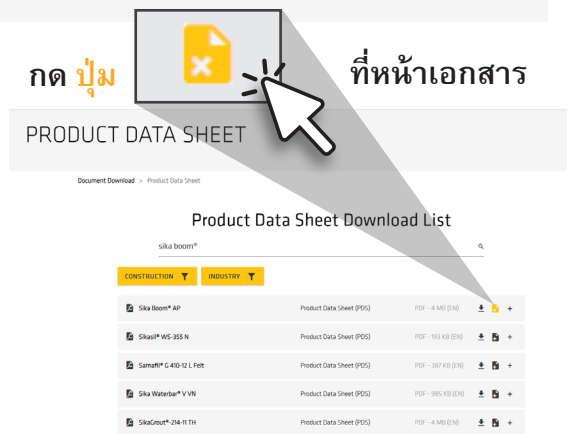 กด ปุ่ม ที่หน้าเอกสาร
PRODUCT DATA SHEET
Document Download > Product Data Sheet
Product Data Sheet Download List
sika boom®
CONSTRUCTION INDUSTRY
Sika Boom® AP Product Data Sheet (PDS) PDF - 4 MB (EN) +
Sikasil® WS-355 N Product Data Sheet (PDS) PDF - 193 KB (EN) +
Sarnafil® G 410-12 L Felt Product Data Sheet (PDS) PDF - 387 KB (EN) +
Sika Waterbar® V VN Product Data Sheet (PDS) PDF - 985 KB (EN) +
SikaGrout®-214-11 TH Product Data Sheet (PDS) PDF - 4 MB (EN) +